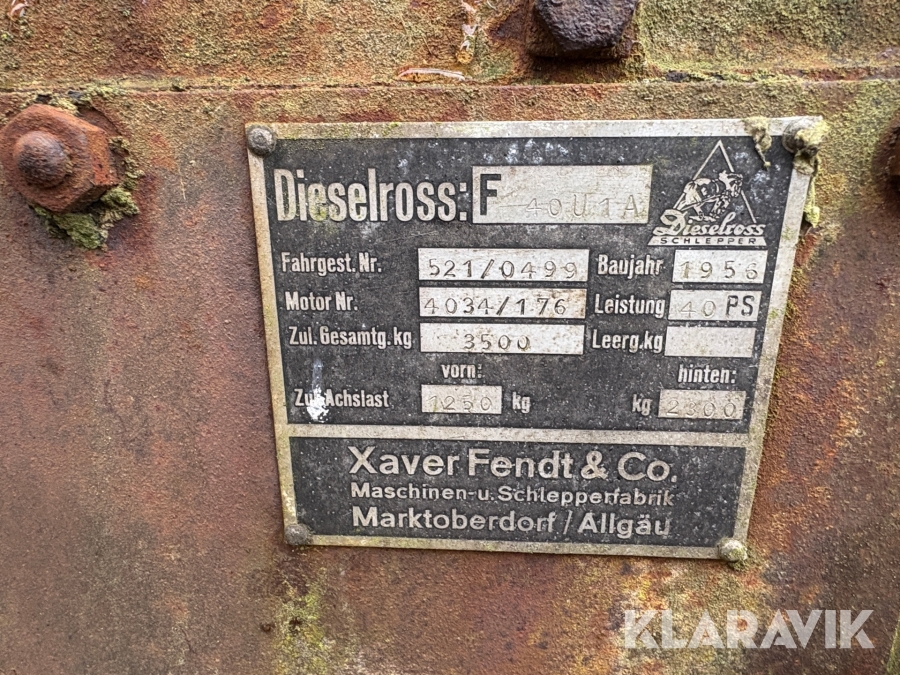 Dieselross: F 40U1A
Dieselross
SCHLEPPER
Fahrgest. Nr. 521/0499 Baujahr 1956
Motor Nr. 4034/176 Leistung 40 PS
Zul. Gesamtg. kg 3500 Leerg. kg
vorn: hinten:
Achslast 1250 kg kg 2300
Xaver Fendt & Co.
Maschinen-u. Schlepperfabrik
Marktoberdorf / Allgäu
KLARAVIK